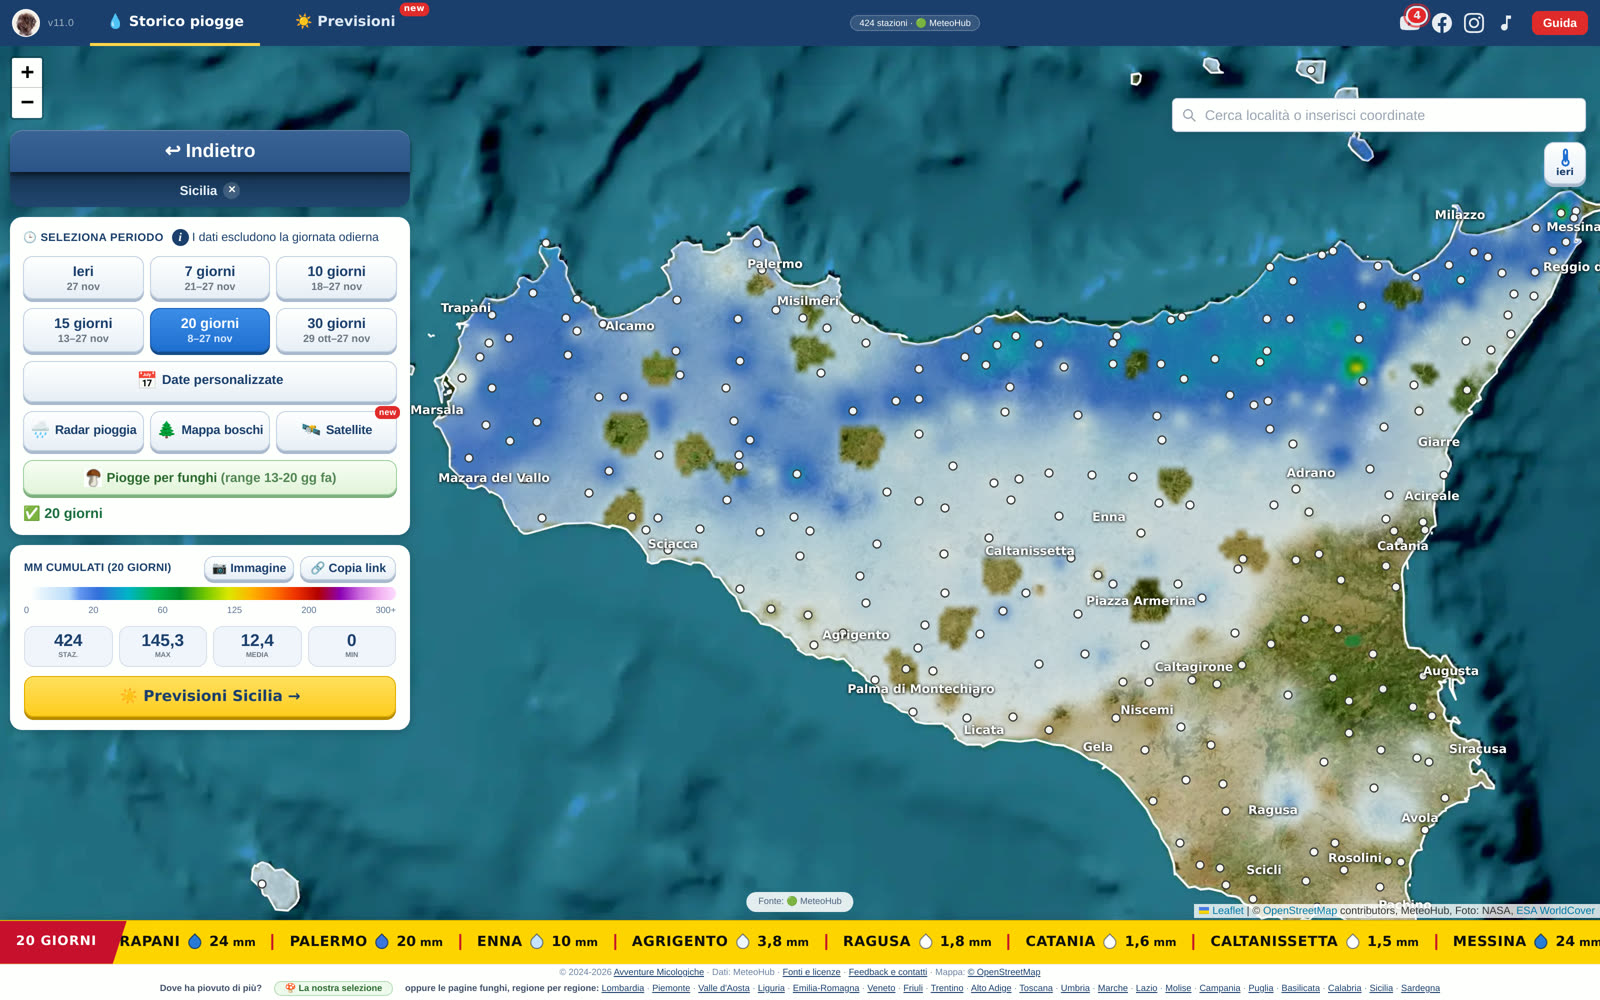 v11.0
💧 Storico piogge
☀️ Previsioni
new
424 stazioni · 🟢 MeteoHub
4
Guida
+
−
Cerca località o inserisci coordinate
ieri
↩ Indietro
Sicilia ×
🕒 SELEZIONA PERIODO i I dati escludono la giornata odierna
Ieri
27 nov
7 giorni
21–27 nov
10 giorni
18–27 nov
15 giorni
13–27 nov
20 giorni
8–27 nov
30 giorni
29 ott–27 nov
📅 Date personalizzate
🌧️ Radar pioggia
🌲 Mappa boschi
🛰️ Satellite
new
🍄 Piogge per funghi (range 13-20 gg fa)
✅ 20 giorni
MM CUMULATI (20 GIORNI)
📷 Immagine
🔗 Copia link
0 20 60 125 200 300+
424
STAZ.
145,3
MAX
12,4
MEDIA
0
MIN
☀️ Previsioni Sicilia →
Milazzo
Messina
Reggio d
Palermo
Misilmeri
Trapani
Alcamo
Marsala
Mazara del Vallo
Giarre
Adrano
Acireale
Enna
Catania
Sciacca
Caltanissetta
Piazza Armerina
Agrigento
Caltagirone
Augusta
Palma di Montechiaro
Niscemi
Licata
Gela
Siracusa
Ragusa
Avola
Rosolini
Scicli
Pachino
Fonte: 🟢 MeteoHub
Leaflet | © OpenStreetMap contributors, MeteoHub, Foto: NASA, ESA WorldCover
20 GIORNI
RAPANI 24 mm | PALERMO 20 mm | ENNA 10 mm | AGRIGENTO 3,8 mm | RAGUSA 1,8 mm | CATANIA 1,6 mm | CALTANISSETTA 1,5 mm | MESSINA 24 mm
© 2024-2026 Avventure Micologiche · Dati: MeteoHub · Fonti e licenze · Feedback e contatti · Mappa: © OpenStreetMap
Dove ha piovuto di più? 🍄 La nostra selezione oppure le pagine funghi, regione per regione: Lombardia · Piemonte · Valle d'Aosta · Liguria · Emilia-Romagna · Veneto · Friuli · Trentino · Alto Adige · Toscana · Umbria · Marche · Lazio · Molise · Campania · Puglia · Basilicata · Calabria · Sicilia · Sardegna